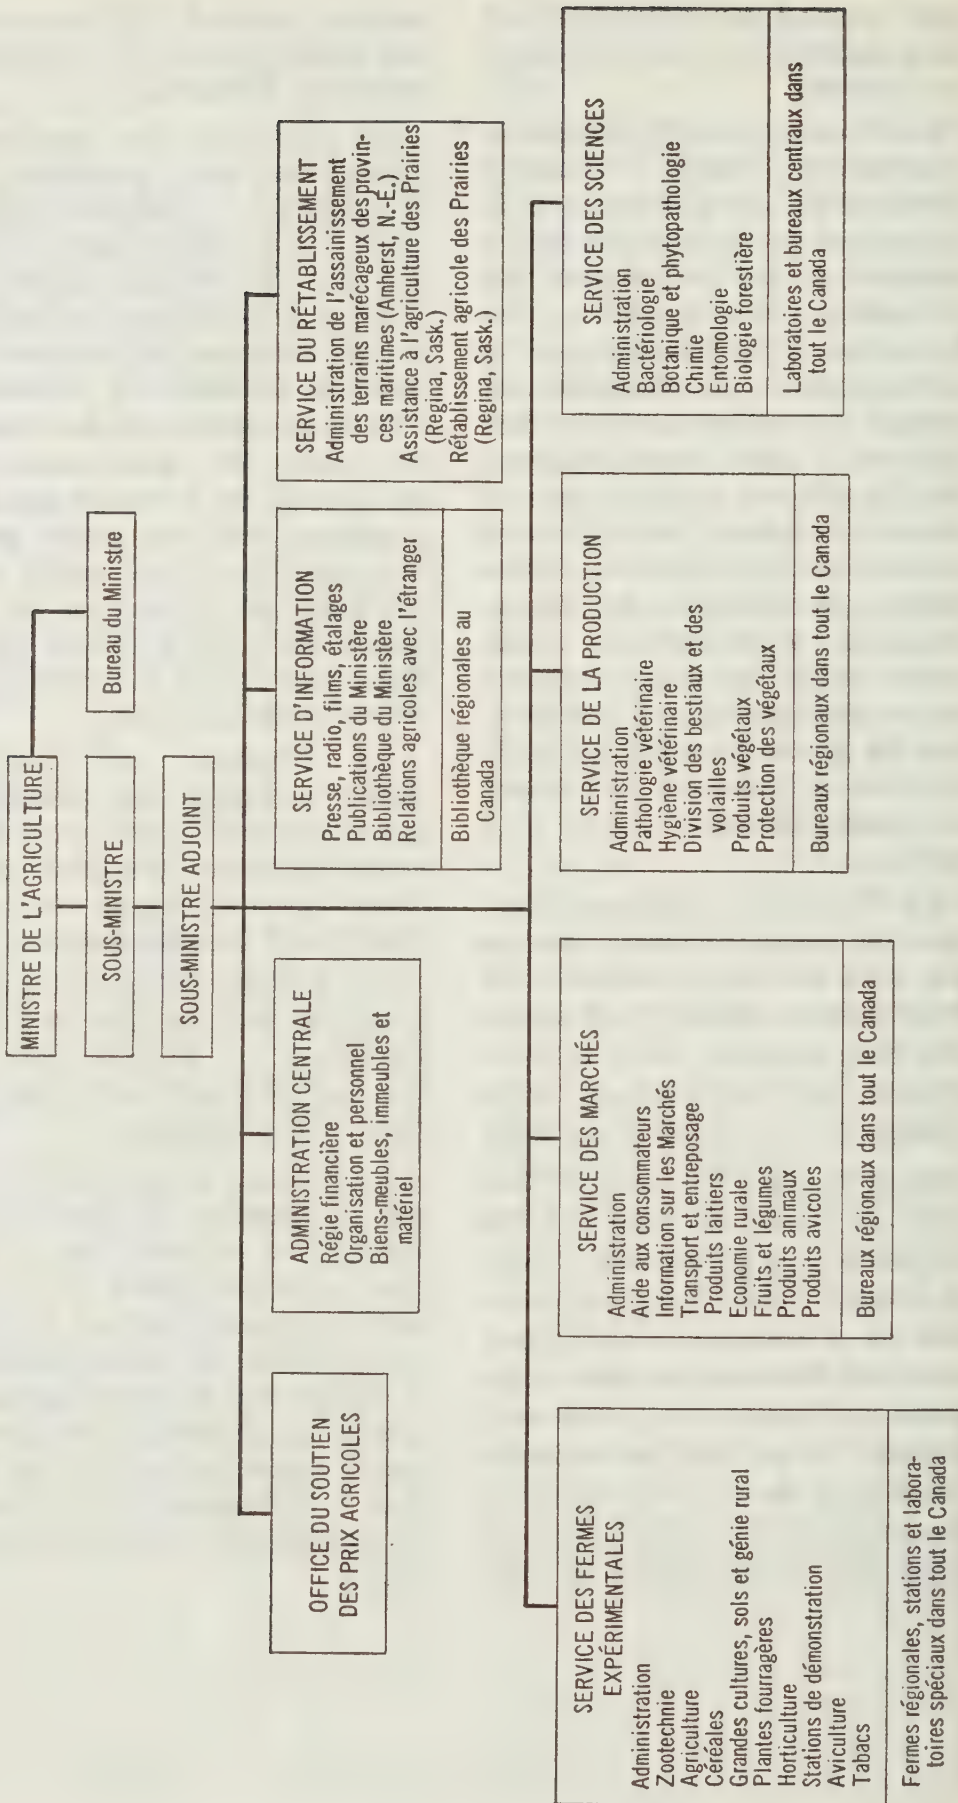 MINISTRE DE L'AGRICULTURE
Bureau du Ministre
SOUS-MINISTRE
SOUS-MINISTRE ADJOINT
OFFICE DU SOUTIEN
DES PRIX AGRICOLES
ADMINISTRATION CENTRALE
Régie financière
Organisation et personnel
Biens-meubles, immeubles et
matériel
SERVICE D'INFORMATION
Presse, radio, films, étalages
Publications du Ministère
Bibliothèque du Ministère
Relations agricoles avec l'étranger
Bibliothèque régionales au
Canada
SERVICE DU RÉTABLISSEMENT
Administration de l'assainissement
des terrains marécageux des provin-
ces maritimes (Amherst, N.-É.)
Assistance à l'agriculture des Prairies
(Regina, Sask.)
Rétablissement agricole des Prairies
(Regina, Sask.)
SERVICE DES FERMES
EXPÉRIMENTALES
Administration
Zootechnie
Agriculture
Céréales
Grandes cultures, sols et génie rural
Plantes fourragères
Horticulture
Stations de démonstration
Aviculture
Tabacs
Fermes régionales, stations et labora-
toires spéciaux dans tout le Canada
SERVICE DES MARCHÉS
Administration
Aide aux consommateurs
Information sur les Marchés
Transport et entreposage
Produits laitiers
Economie rurale
Fruits et légumes
Produits animaux
Produits avicoles
Bureaux régionaux dans tout le Canada
SERVICE DE LA PRODUCTION
Administration
Pathologie vétérinaire
Hygiène vétérinaire
Division des bestiaux et des
volailles
Produits végétaux
Protection des végétaux
Bureaux régionaux dans tout le Canada
SERVICE DES SCIENCES
Administration
Bactériologie
Botanique et phytopathologie
Chimie
Entomologie
Biologie forestière
Laboratoires et bureaux centraux dans
tout le Canada